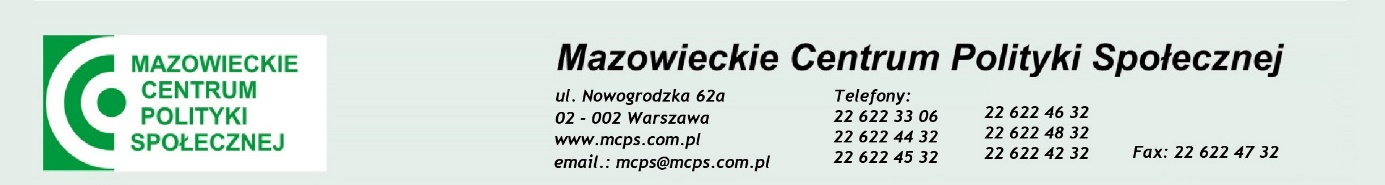 MAZOWIECKIE
CENTRUM
POLITYKI
SPOŁECZNEJ
Mazowieckie Centrum Polityki Społecznej
ul. Nowogrodzka 62a
02 - 002 Warszawa
www.mcps.com.pl
email.: mcps@mcps.com.pl
Telefony:
22 622 33 06
22 622 44 32
22 622 45 32
22 622 46 32
22 622 48 32
22 622 42 32
Fax: 22 622 47 32